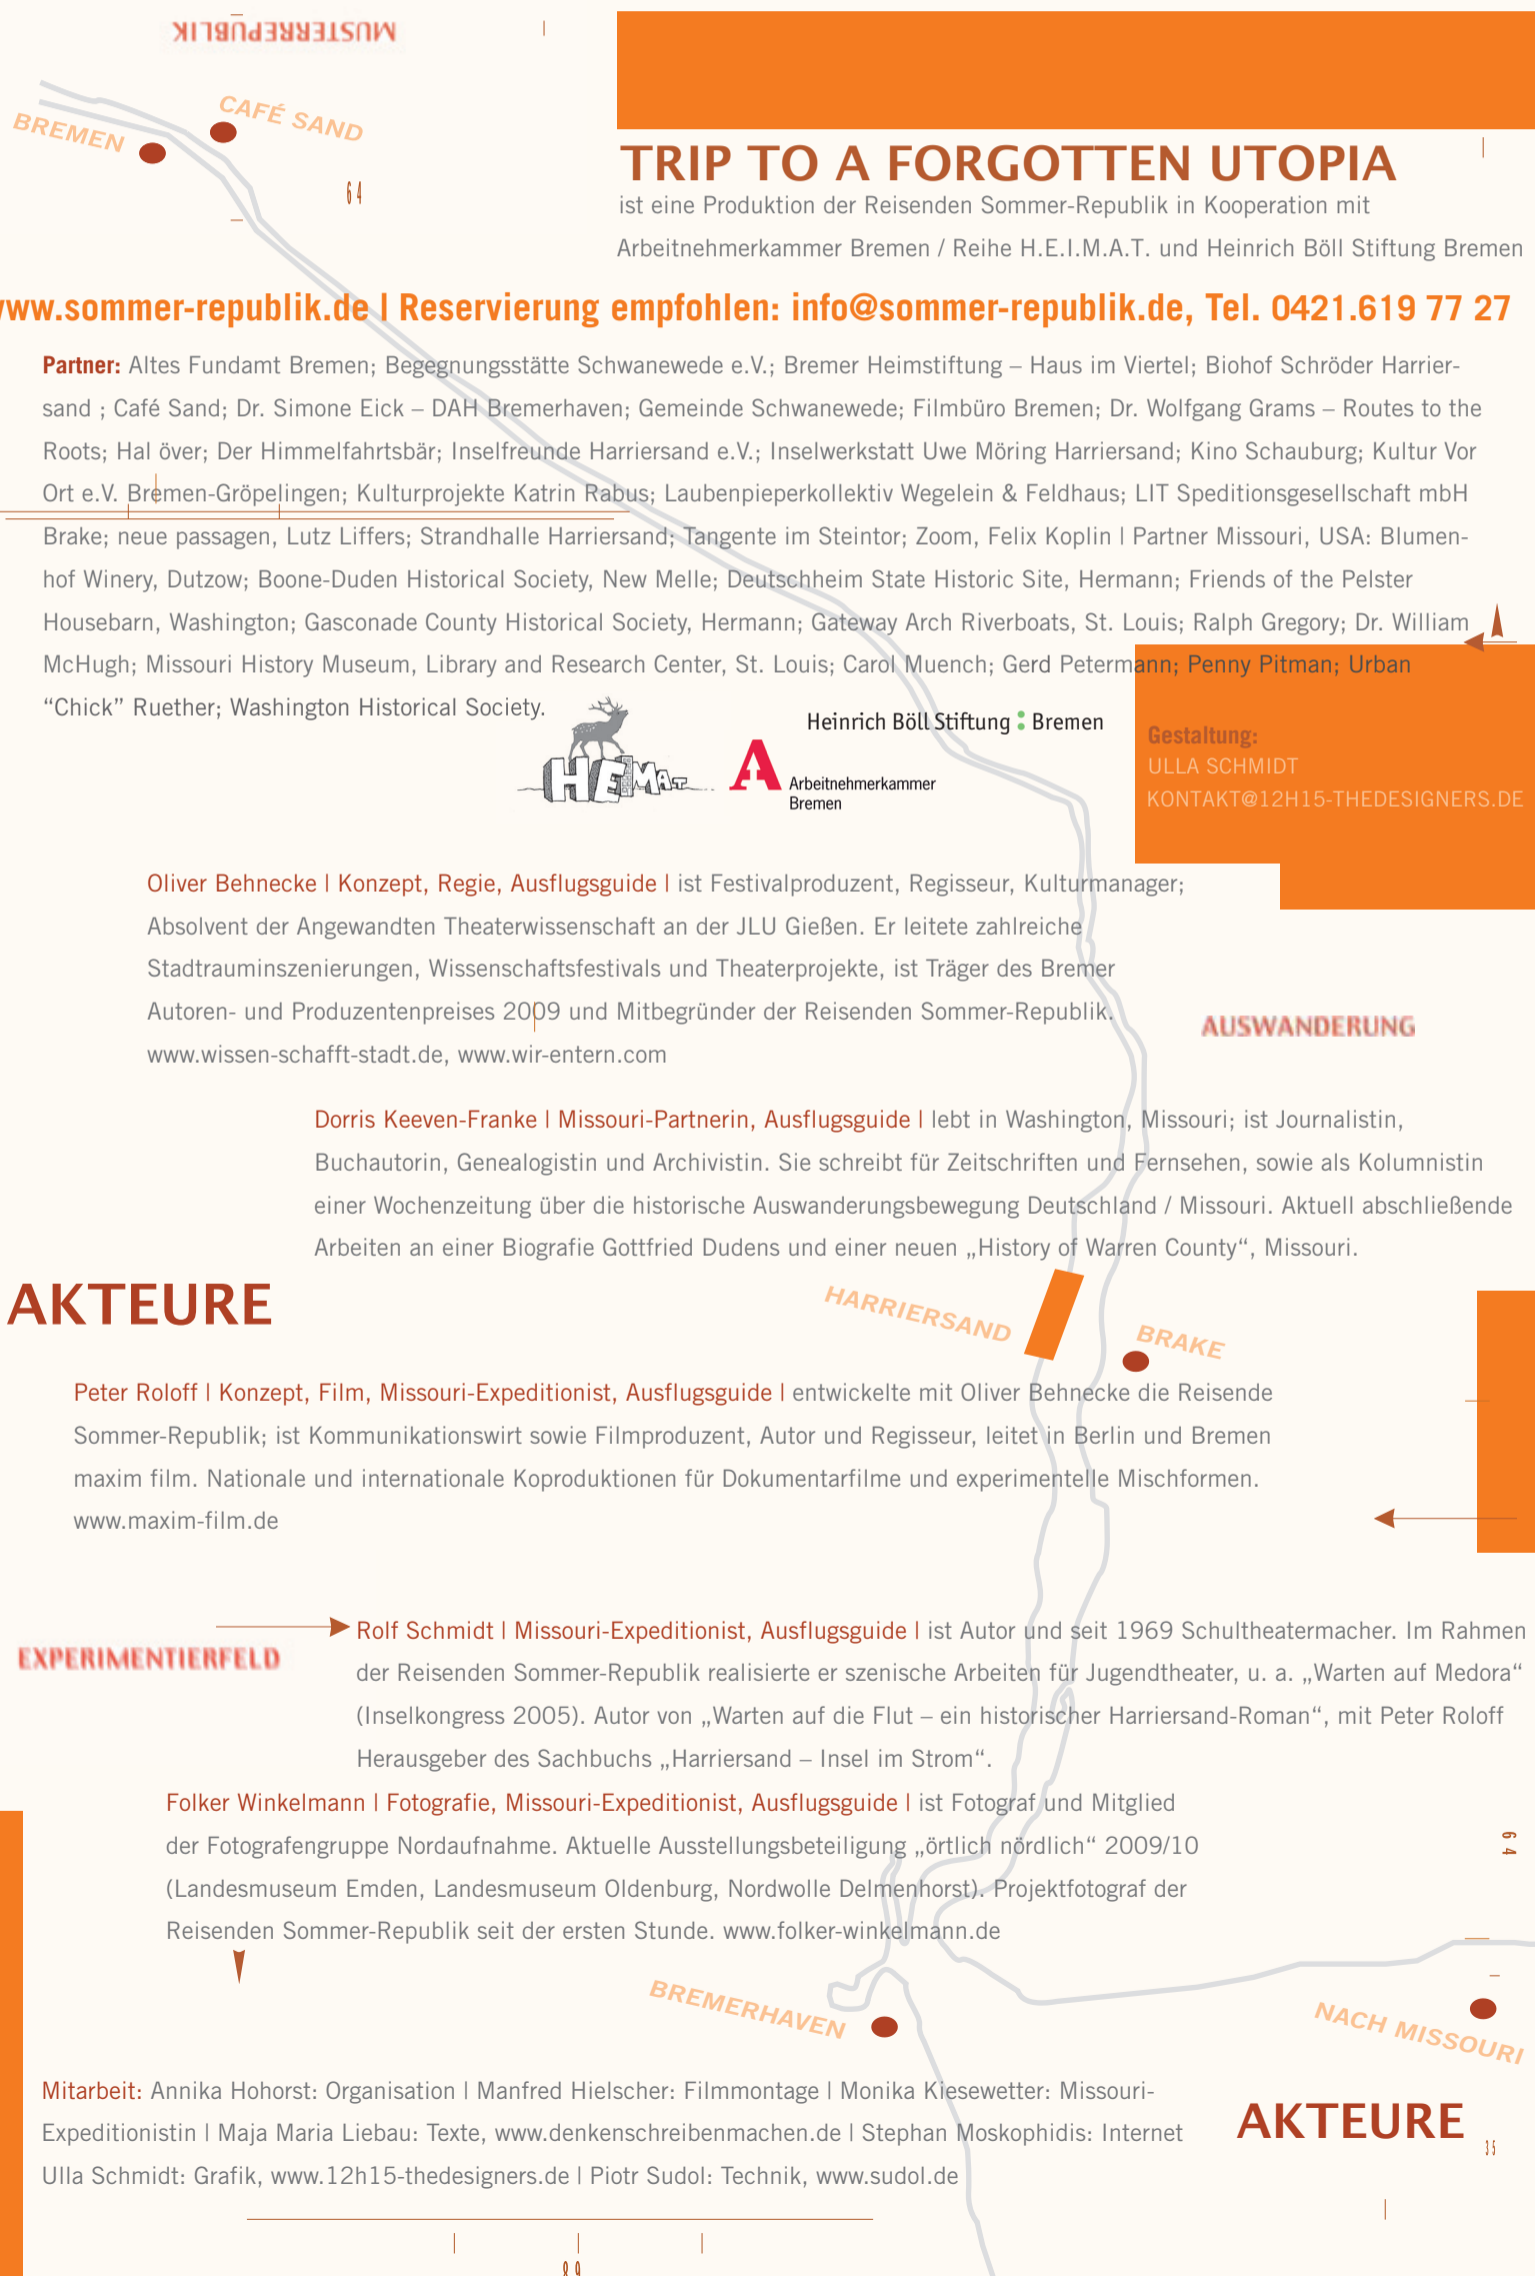 MUSTERREPUBLIK
BREMEN
CAFÉ SAND
64
TRIP TO A FORGOTTEN UTOPIA
ist eine Produktion der Reisenden Sommer-Republik in Kooperation mit
Arbeitnehmerkammer Bremen / Reihe H.E.I.M.A.T. und Heinrich Böll Stiftung Bremen
www.sommer-republik.de | Reservierung empfohlen: info@sommer-republik.de, Tel. 0421.619 77 27
Partner: Altes Fundamt Bremen; Begegnungsstätte Schwanewede e.V.; Bremer Heimstiftung – Haus im Viertel; Biohof Schröder Harrier-
sand ; Café Sand; Dr. Simone Eick – DAH Bremerhaven; Gemeinde Schwanewede; Filmbüro Bremen; Dr. Wolfgang Grams – Routes to the
Roots; Hal över; Der Himmelfahrtsbär; Inselfreunde Harriersand e.V.; Inselwerkstatt Uwe Möring Harriersand; Kino Schauburg; Kultur Vor
Ort e.V. Bremen-Gröpelingen; Kulturprojekte Katrin Rabus; Laubenpieperkollektiv Wegelein & Feldhaus; LIT Speditionsgesellschaft mbH
Brake; neue passagen, Lutz Liffers; Strandhalle Harriersand; Tangente im Steintor; Zoom, Felix Koplin | Partner Missouri, USA: Blumen-
hof Winery, Dutzow; Boone-Duden Historical Society, New Melle; Deutschheim State Historic Site, Hermann; Friends of the Pelster
Housebarn, Washington; Gasconade County Historical Society, Hermann; Gateway Arch Riverboats, St. Louis; Ralph Gregory; Dr. William
McHugh; Missouri History Museum, Library and Research Center, St. Louis; Carol Muench; Gerd Petermann; Penny Pitman; Urban
“Chick” Ruether; Washington Historical Society.
HEIMAT
Heinrich Böll Stiftung Bremen
A Arbeitnehmerkammer
Bremen
Gestaltung:
ULLA SCHMIDT
KONTAKT@12H15-THEDESIGNERS.DE
Oliver Behnecke | Konzept, Regie, Ausflugsguide | ist Festivalproduzent, Regisseur, Kulturmanager;
Absolvent der Angewandten Theaterwissenschaft an der JLU Gießen. Er leitete zahlreiche
Stadtrauminszenierungen, Wissenschaftsfestivals und Theaterprojekte, ist Träger des Bremer
Autoren- und Produzentenpreises 2009 und Mitbegründer der Reisenden Sommer-Republik.
www.wissen-schafft-stadt.de, www.wir-entern.com
AUSWANDERUNG
Dorris Keeven-Franke | Missouri-Partnerin, Ausflugsguide | lebt in Washington, Missouri; ist Journalistin,
Buchautorin, Genealogistin und Archivistin. Sie schreibt für Zeitschriften und Fernsehen, sowie als Kolumnistin
einer Wochenzeitung über die historische Auswanderungsbewegung Deutschland / Missouri. Aktuell abschließende
Arbeiten an einer Biografie Gottfried Dudens und einer neuen „History of Warren County“, Missouri.
AKTEURE
HARRIERSAND
BRAKE
Peter Roloff | Konzept, Film, Missouri-Expeditionist, Ausflugsguide | entwickelte mit Oliver Behnecke die Reisende
Sommer-Republik; ist Kommunikationswirt sowie Filmproduzent, Autor und Regisseur, leitet in Berlin und Bremen
maxim film. Nationale und internationale Koproduktionen für Dokumentarfilme und experimentelle Mischformen.
www.maxim-film.de
EXPERIMENTIERFELD
Rolf Schmidt | Missouri-Expeditionist, Ausflugsguide | ist Autor und seit 1969 Schultheatermacher. Im Rahmen
der Reisenden Sommer-Republik realisierte er szenische Arbeiten für Jugendtheater, u. a. „Warten auf Medora“
(Inselkongress 2005). Autor von „Warten auf die Flut – ein historischer Harriersand-Roman“, mit Peter Roloff
Herausgeber des Sachbuchs „Harriersand – Insel im Strom“.
Folker Winkelmann | Fotografie, Missouri-Expeditionist, Ausflugsguide | ist Fotograf und Mitglied
der Fotografengruppe Nordaufnahme. Aktuelle Ausstellungsbeteiligung „örtlich nördlich“ 2009/10
(Landesmuseum Emden, Landesmuseum Oldenburg, Nordwolle Delmenhorst). Projektfotograf der
Reisenden Sommer-Republik seit der ersten Stunde. www.folker-winkelmann.de
64
BREMERHAVEN
NACH MISSOURI
Mitarbeit: Annika Hohorst: Organisation | Manfred Hielscher: Filmmontage | Monika Kiesewetter: Missouri-
Expeditionistin | Maja Maria Liebau: Texte, www.denkenschreibenmachen.de | Stephan Moskophidis: Internet
Ulla Schmidt: Grafik, www.12h15-thedesigners.de | Piotr Sudol: Technik, www.sudol.de
AKTEURE
35
89